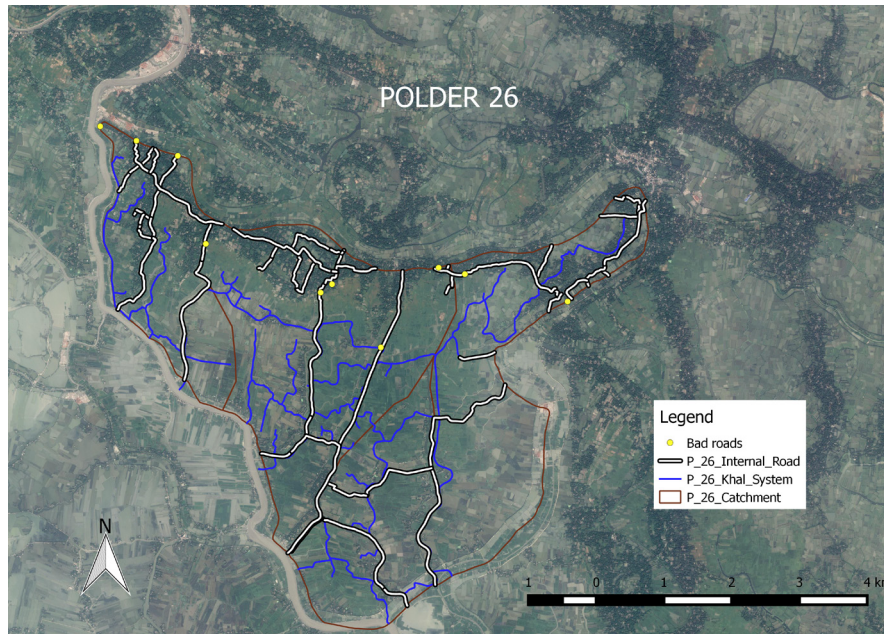 POLDER 26
Legend
Bad roads
P_26_Internal_Road
P_26_Khal_System
P_26_Catchment
N
1 0 1 2 3 4 km